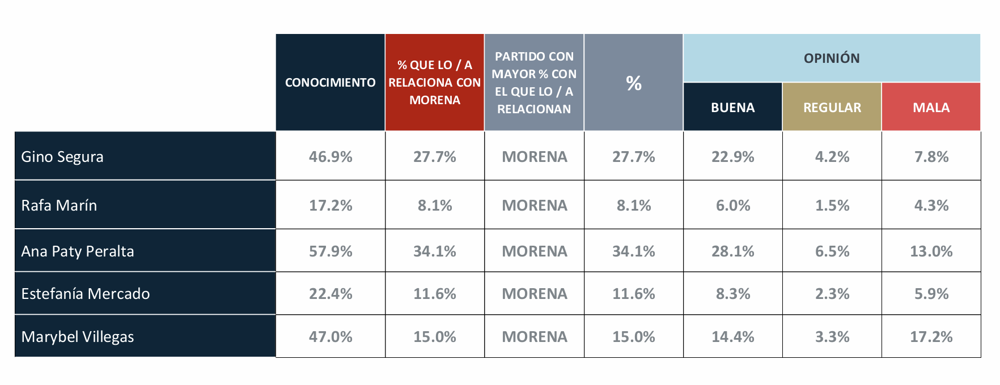 CONOCIMIENTO
% QUE LO / A
RELACIONA CON
MORENA
PARTIDO CON
MAYOR % CON
EL QUE LO / A
RELACIONAN
%
OPINIÓN
BUENA REGULAR MALA
Gino Segura 46.9% 27.7% MORENA 27.7% 22.9% 4.2% 7.8%
Rafa Marín 17.2% 8.1% MORENA 8.1% 6.0% 1.5% 4.3%
Ana Paty Peralta 57.9% 34.1% MORENA 34.1% 28.1% 6.5% 13.0%
Estefanía Mercado 22.4% 11.6% MORENA 11.6% 8.3% 2.3% 5.9%
Marybel Villegas 47.0% 15.0% MORENA 15.0% 14.4% 3.3% 17.2%